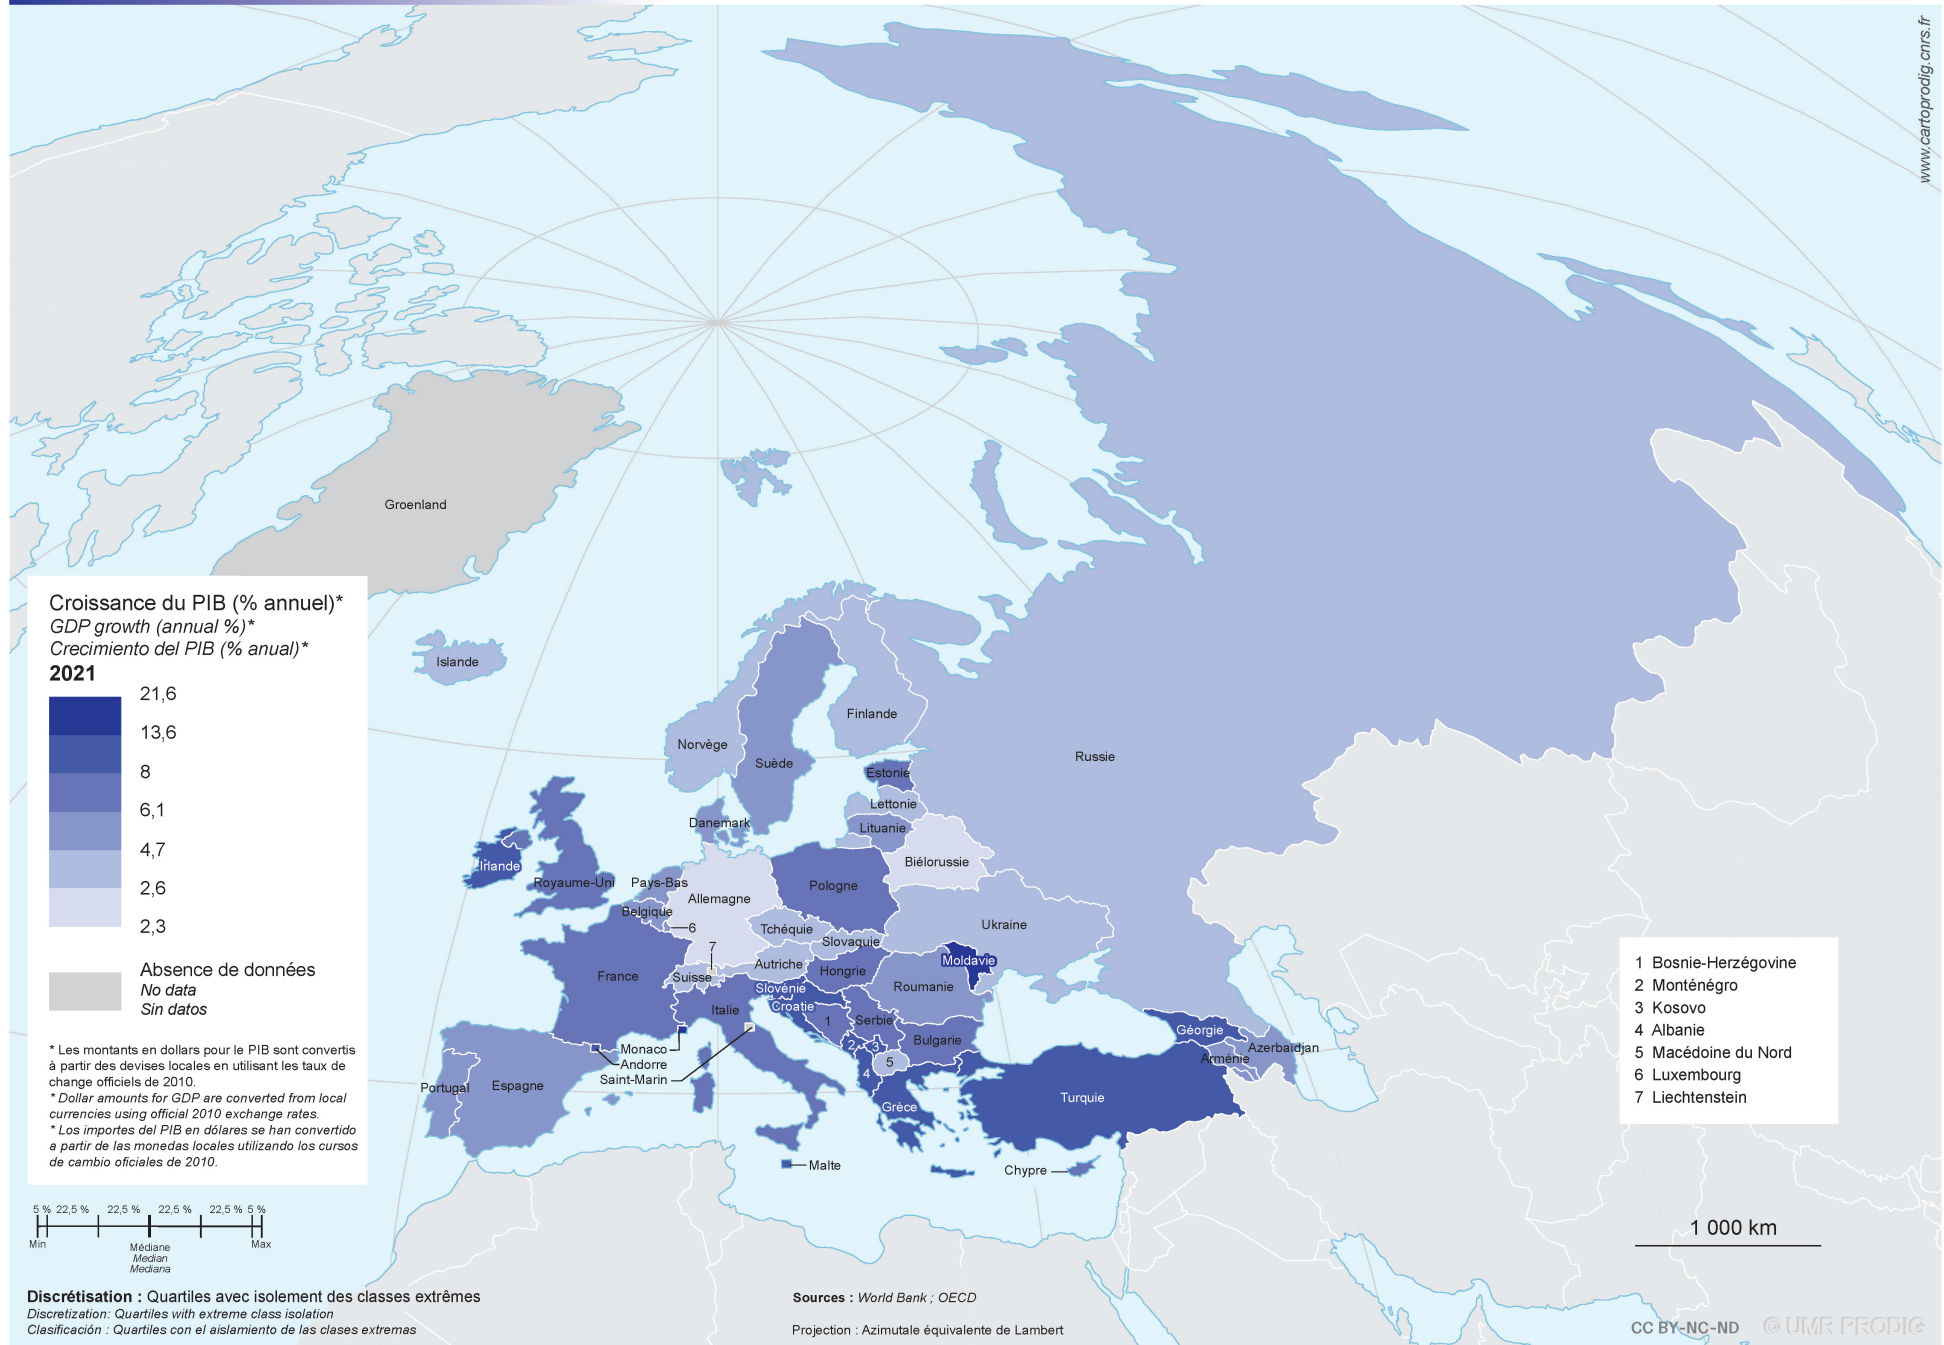 www.cartoprodig.cnrs.fr
Groenland
Croissance du PIB (% annuel)*
GDP growth (annual %)*
Crecimiento del PIB (% anual)*
2021
21,6
13,6
8
6,1
4,7
2,6
2,3
Absence de données
No data
Sin datos
* Les montants en dollars pour le PIB sont convertis
à partir des devises locales en utilisant les taux de
change officiels de 2010.
* Dollar amounts for GDP are converted from local
currencies using official 2010 exchange rates.
* Los importes del PIB en dólares se han convertido
a partir de las monedas locales utilizando los cursos
de cambio oficiales de 2010.
Islande
Norvège
Suède
Finlande
Russie
Estonie
Lettonie
Lituanie
Danemark
Biélorussie
Irlande
Royaume-Uni
Pays-Bas
Allemagne
Pologne
Belgique
6
Tchéquie
Ukraine
7
Slovaquie
France
Suisse
Autriche
Hongrie
Moldavie
Slovénie
Roumanie
Croatie
Italie
1
Serbie
Bulgarie
Géorgie
Monaco
2
3
Arménie
Azerbaïdjan
Andorre
5
Saint-Marin
4
Portugal
Espagne
Grèce
Turquie
Malte
Chypre
1 Bosnie-Herzégovine
2 Monténégro
3 Kosovo
4 Albanie
5 Macédoine du Nord
6 Luxembourg
7 Liechtenstein
5 % 22,5 % 22,5 % 22,5 % 22,5 % 5 %
Min
Médiane
Median
Mediana
Max
1 000 km
Discrétisation : Quartiles avec isolement des classes extrêmes
Discretization: Quartiles with extreme class isolation
Clasificación : Quartiles con el aislamiento de las clases extremas
Sources : World Bank ; OECD
Projection : Azimutale équivalente de Lambert
CC BY-NC-ND © UMR PRODIG